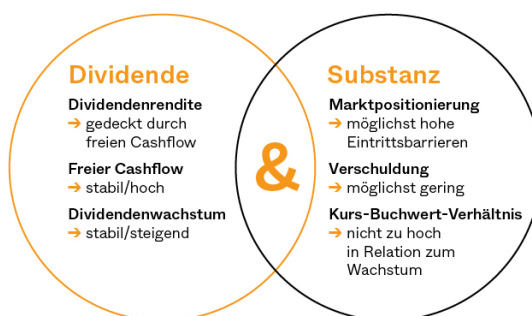 Dividende
Dividendenrendite
→ gedeckt durch
freien Cashflow
Freier Cashflow
→ stabil/hoch
Dividendenwachstum
→ stabil/steigend
&
Substanz
Marktpositionierung
→ möglichst hohe
Eintrittsbarrieren
Verschuldung
→ möglichst gering
Kurs-Buchwert-Verhältnis
→ nicht zu hoch
in Relation zum
Wachstum